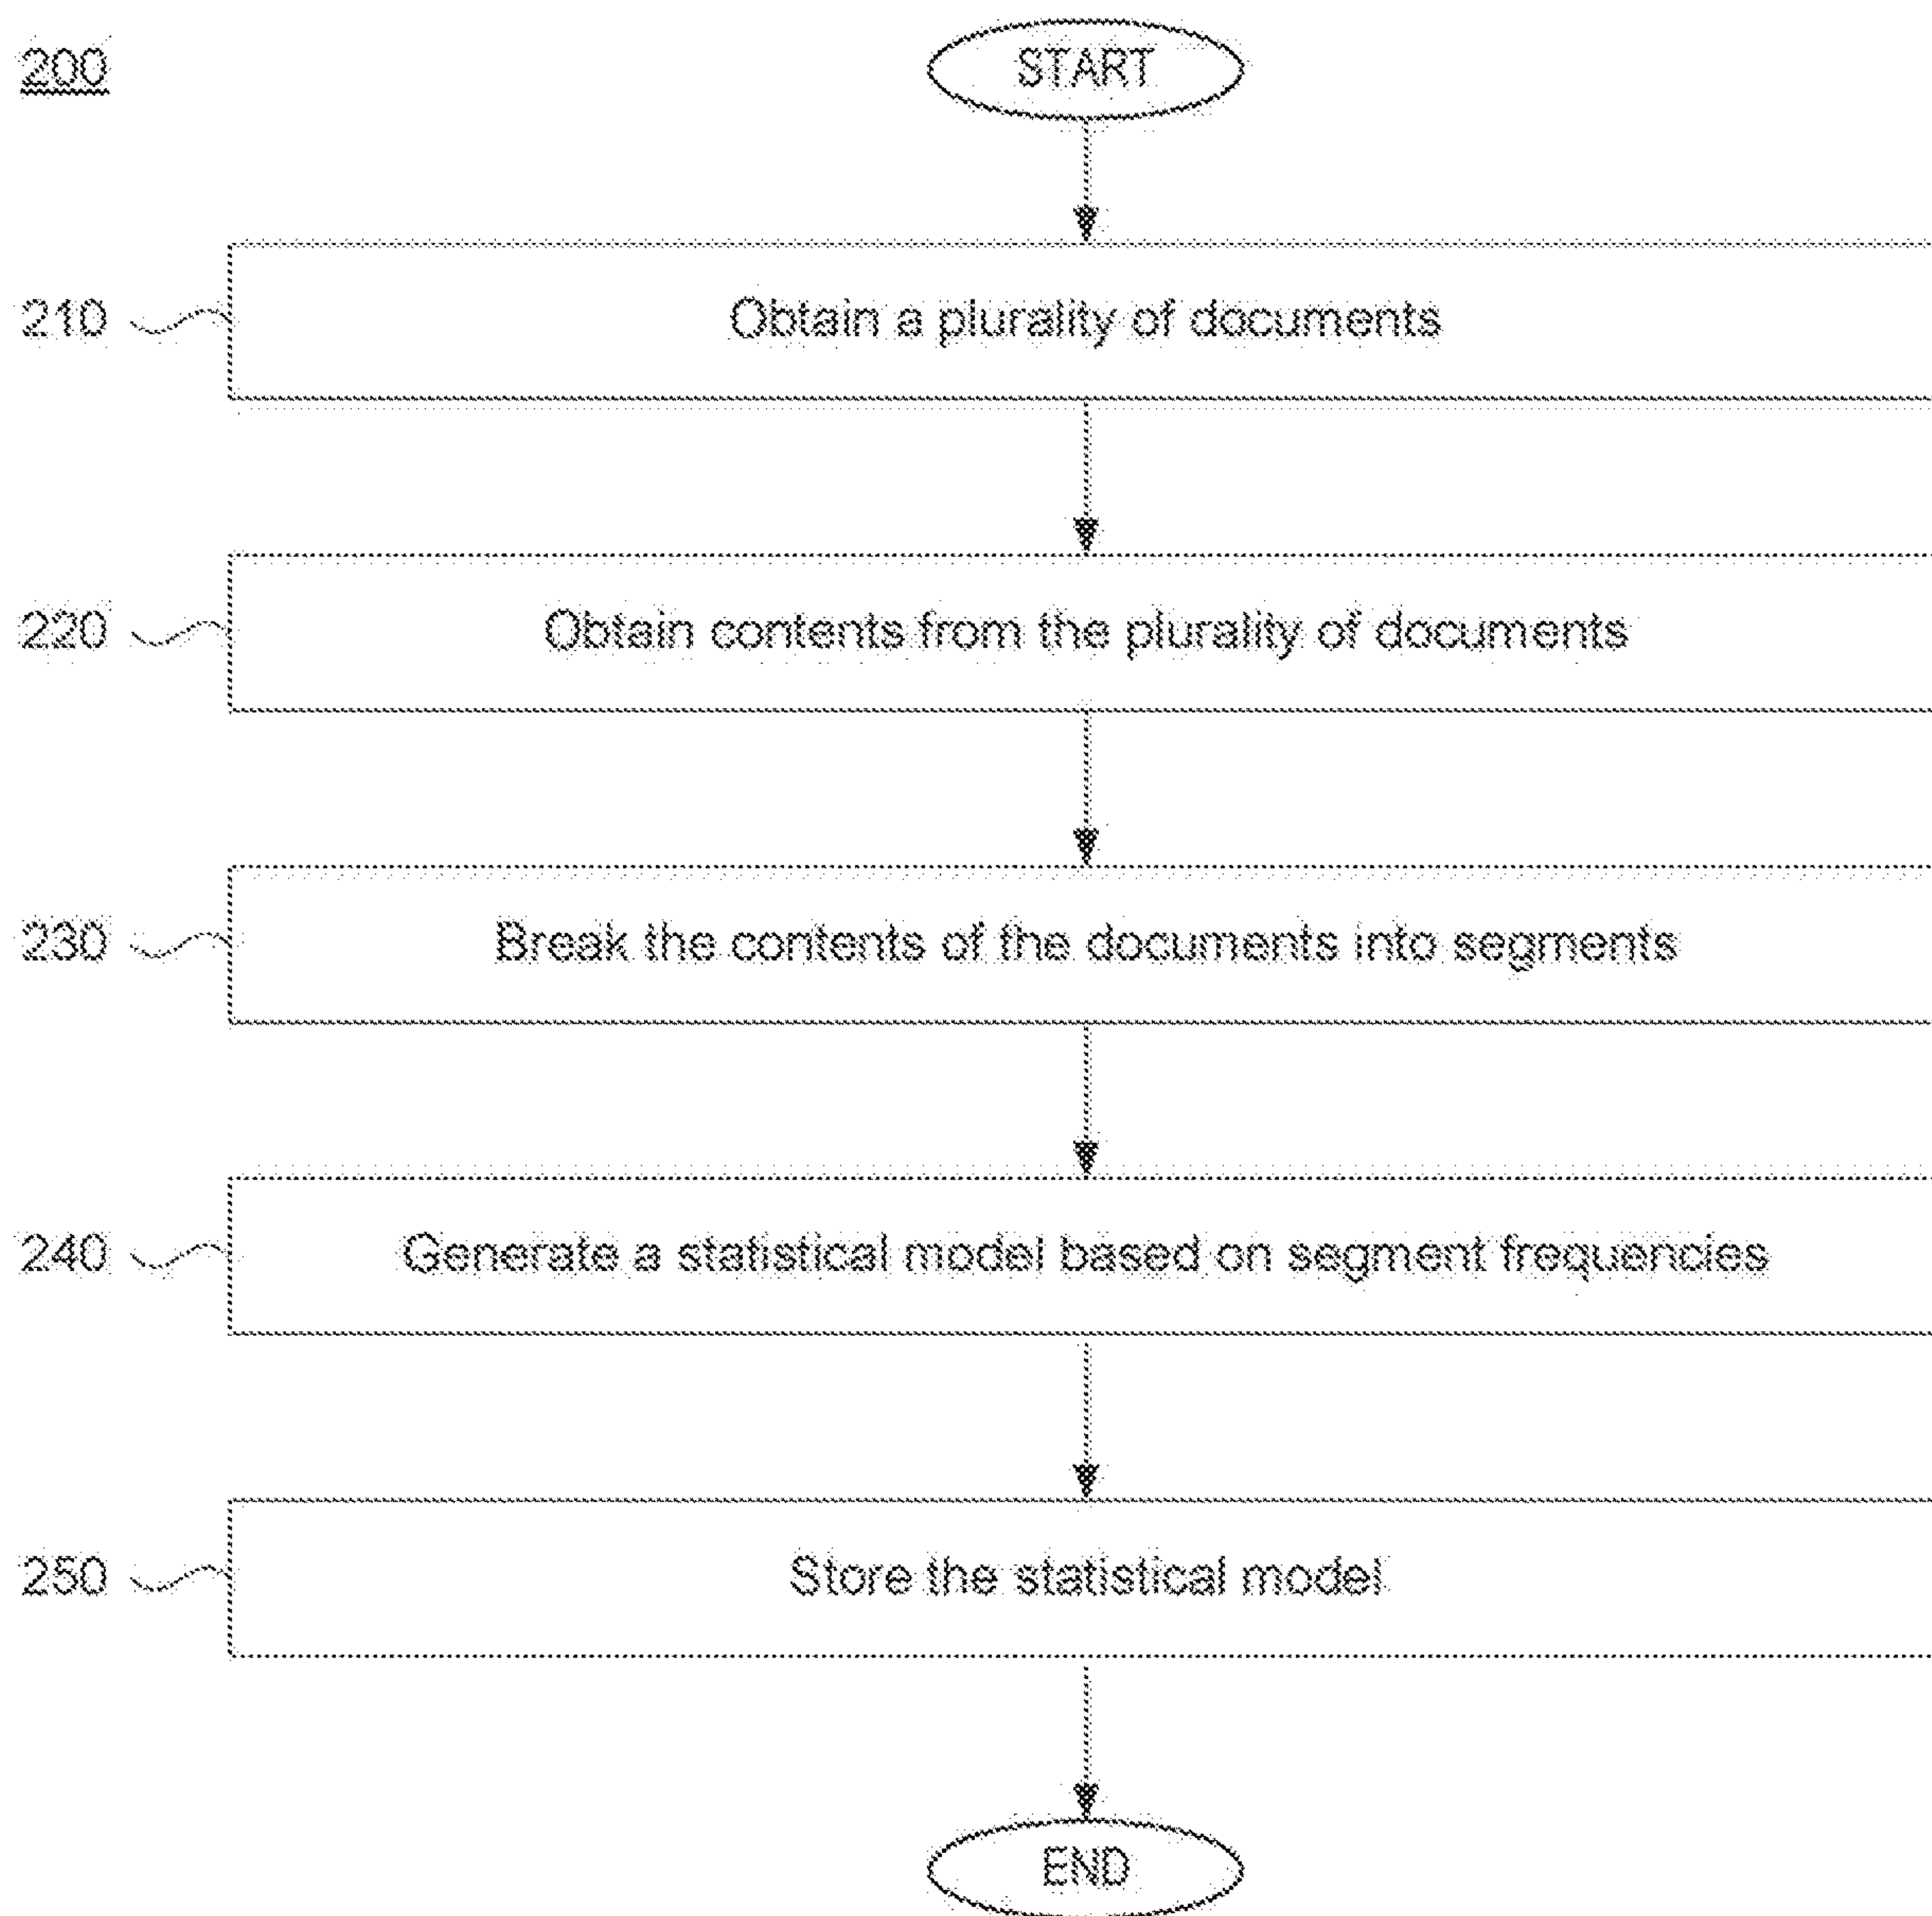 200
START
210
Obtain a plurality of documents
220
Obtain contents from the plurality of documents
230
Break the contents of the documents into segments
240
Generate a statistical model based on segment frequencies
250
Store the statistical model
END